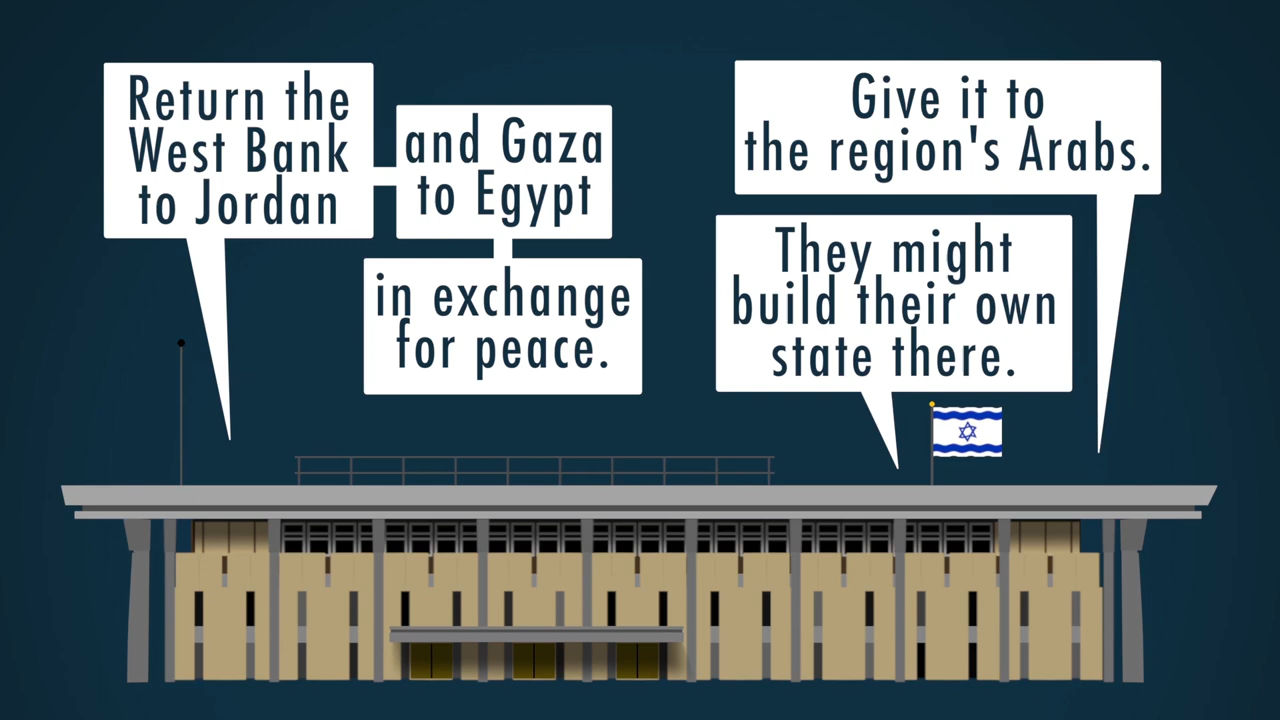 Return the
West Bank
to Jordan
and Gaza
to Egypt
in exchange
for peace.
Give it to
the region's Arabs.
They might
build their own
state there.